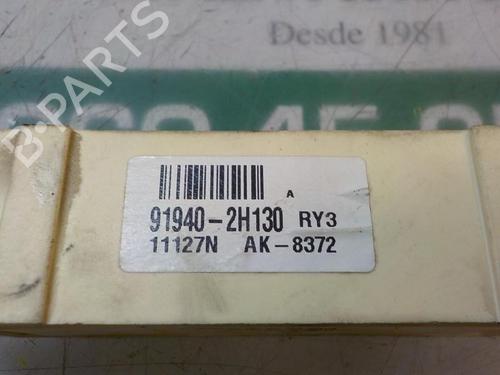 Desde 1981
B-PARTS
A
91940-2H130 RY3
11127N AK-8372